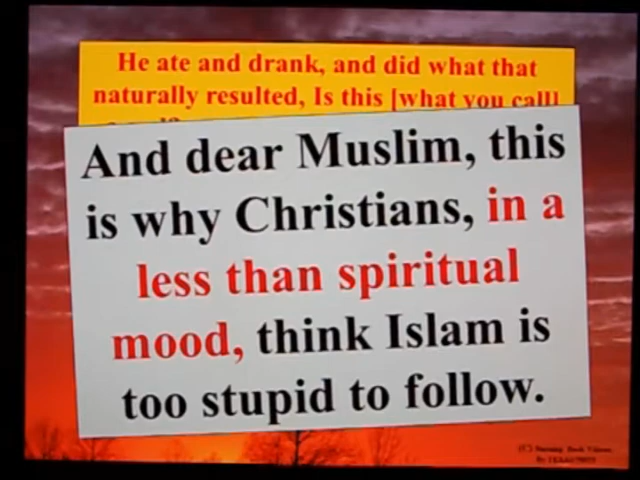 He ate and drank, and did what that
naturally resulted, Is this [what you call]
And dear Muslim, this
is why Christians, in a
less than spiritual
mood, think Islam is
too stupid to follow.